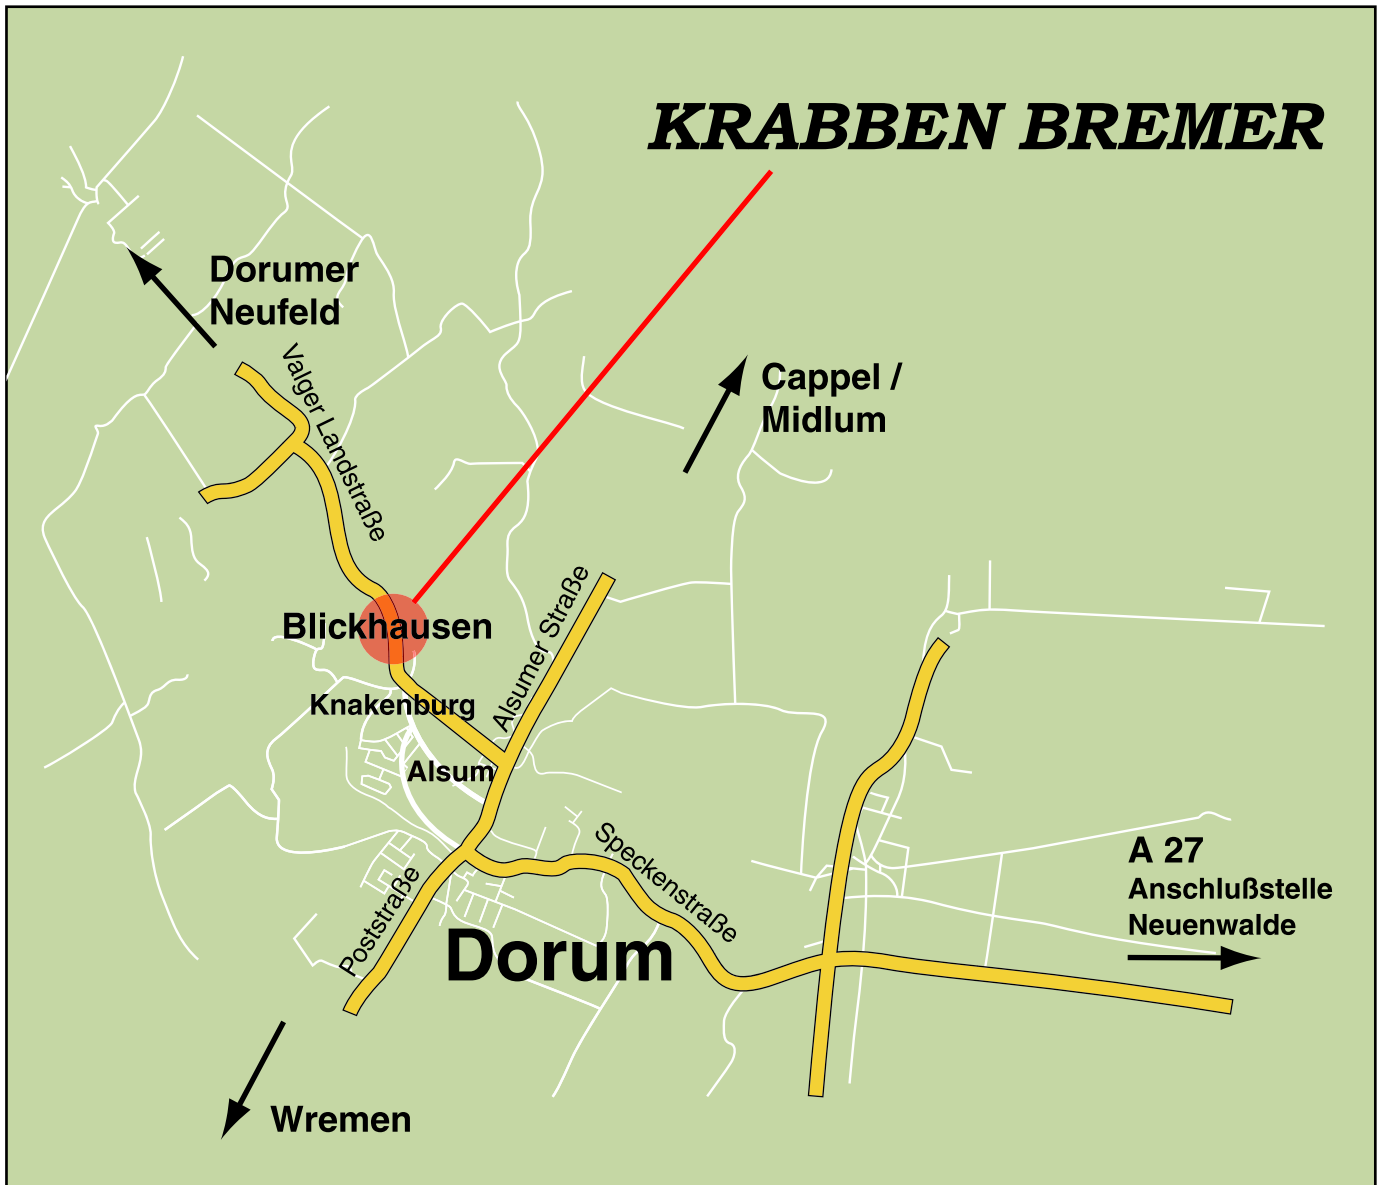 KRABBEN BREMER
Dorumer
Neufeld
Valger Landstraße
Cappel /
Midlum
Blickhausen
Alsumer Straße
Knakenburg
Alsum
Speckenstraße
A 27
Anschlußstelle
Neuenwalde
Poststraße
Dorum
Wremen